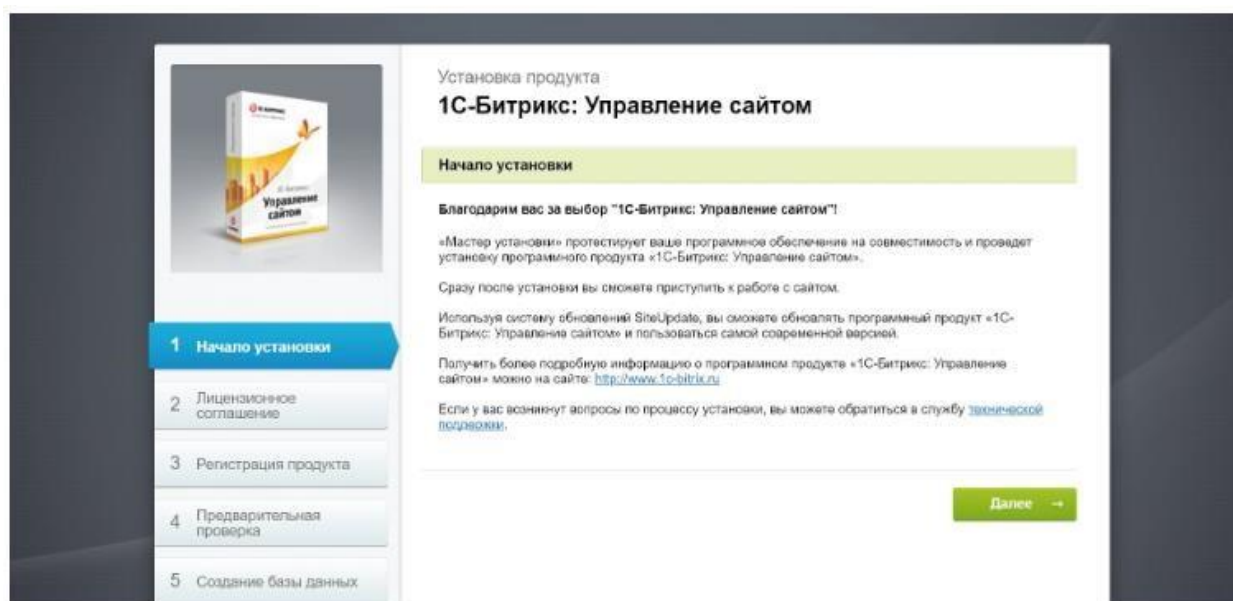 Установка продукта
1С-Битрикс: Управление сайтом
Начало установки
Благодарим вас за выбор "1С-Битрикс: Управление сайтом"!
«Мастер установки» протестирует ваше программное обеспечение на совместимость и проведет
установку программного продукта «1С-Битрикс: Управление сайтом».
Сразу после установки вы сможете приступить к работе с сайтом.
Используя систему обновлений SiteUpdate, вы сможете обновлять программный продукт «1С-
Битрикс: Управление сайтом» и пользоваться самой современной версией.
Получить более подробную информацию о программном продукте «1С-Битрикс: Управление
сайтом» можно на сайте: http://www.1c-bitrix.ru
Если у вас возникнут вопросы по процессу установки, вы можете обратиться в службу технической
поддержки.
Далее →
Управление
сайтом
1 Начало установки
2 Лицензионное
соглашение
3 Регистрация продукта
4 Предварительная
проверка
5 Создание базы данных